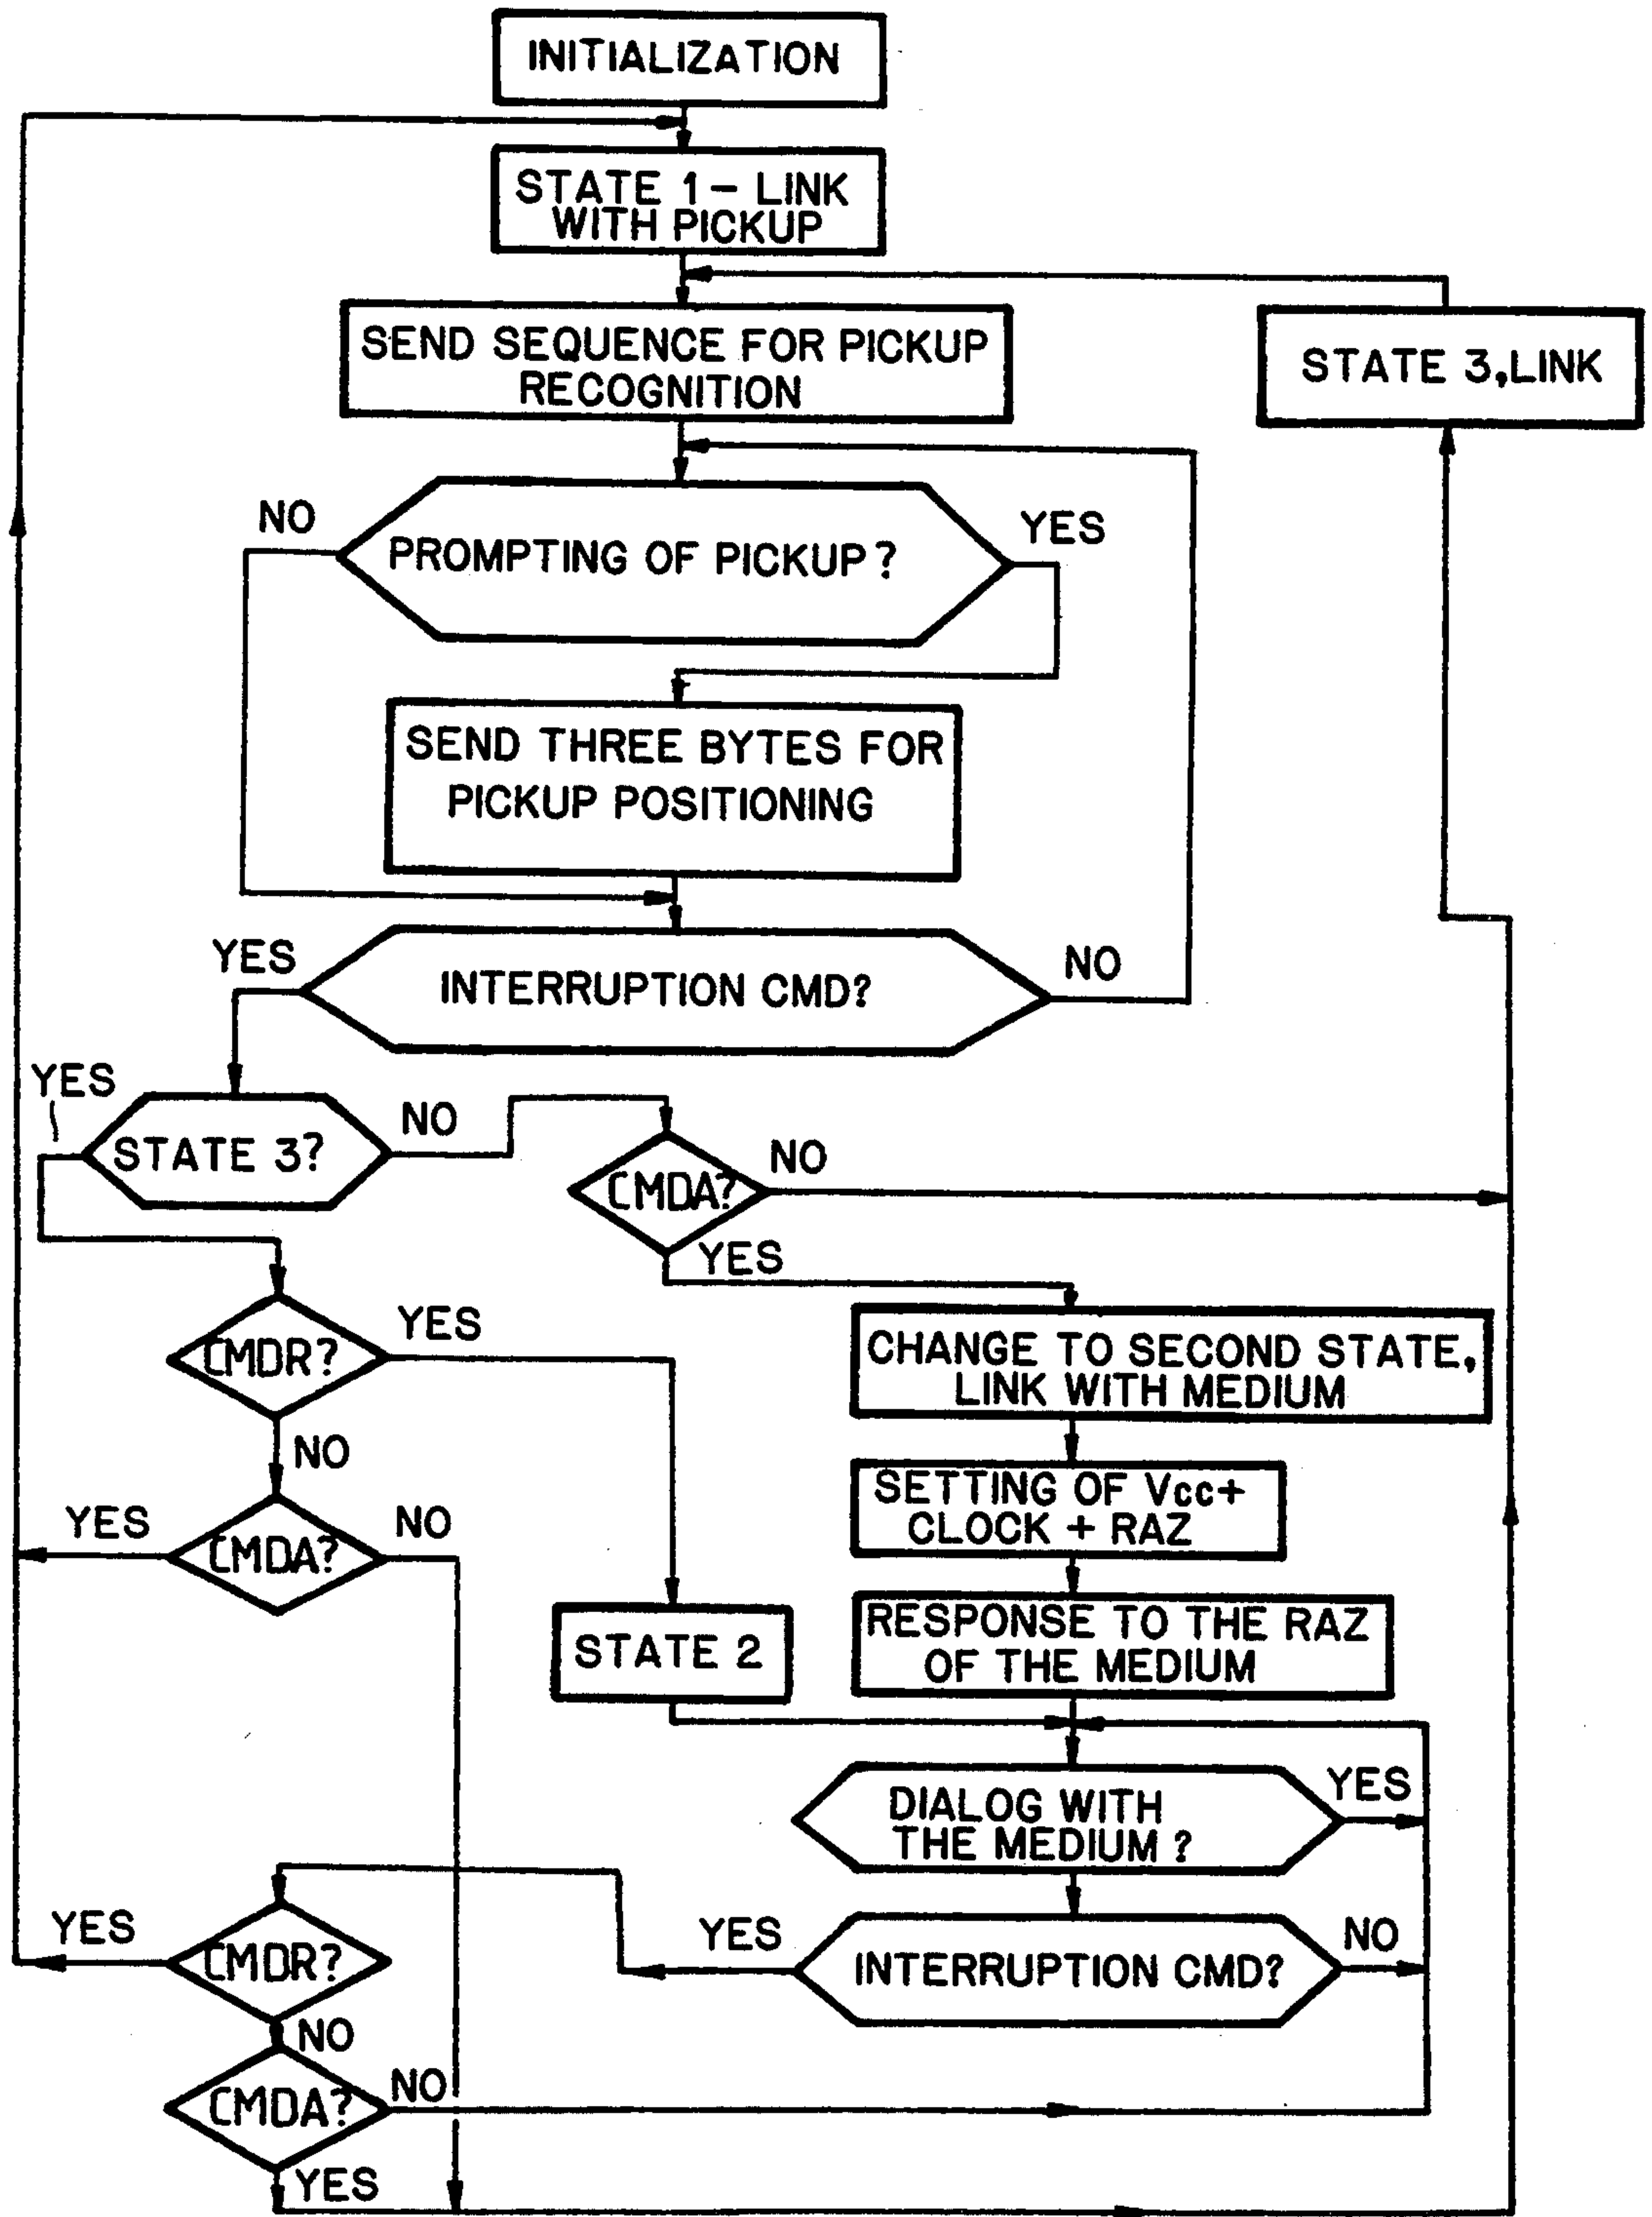 INITIALIZATION
STATE 1 – LINK
WITH PICKUP
SEND SEQUENCE FOR PICKUP
RECOGNITION
STATE 3, LINK
NO
YES
PROMPTING OF PICKUP?
SEND THREE BYTES FOR
PICKUP POSITIONING
YES
NO
INTERRUPTION CMD?
YES
STATE 3?
NO
CMDA?
NO
YES
CMDR?
YES
CHANGE TO SECOND STATE,
LINK WITH MEDIUM
NO
SETTING OF Vcc+
CLOCK + RAZ
YES
CMDA?
NO
STATE 2
RESPONSE TO THE RAZ
OF THE MEDIUM
DIALOG WITH
THE MEDIUM ?
YES
YES
CMDR?
YES
INTERRUPTION CMD?
NO
NO
CMDA?
NO
YES